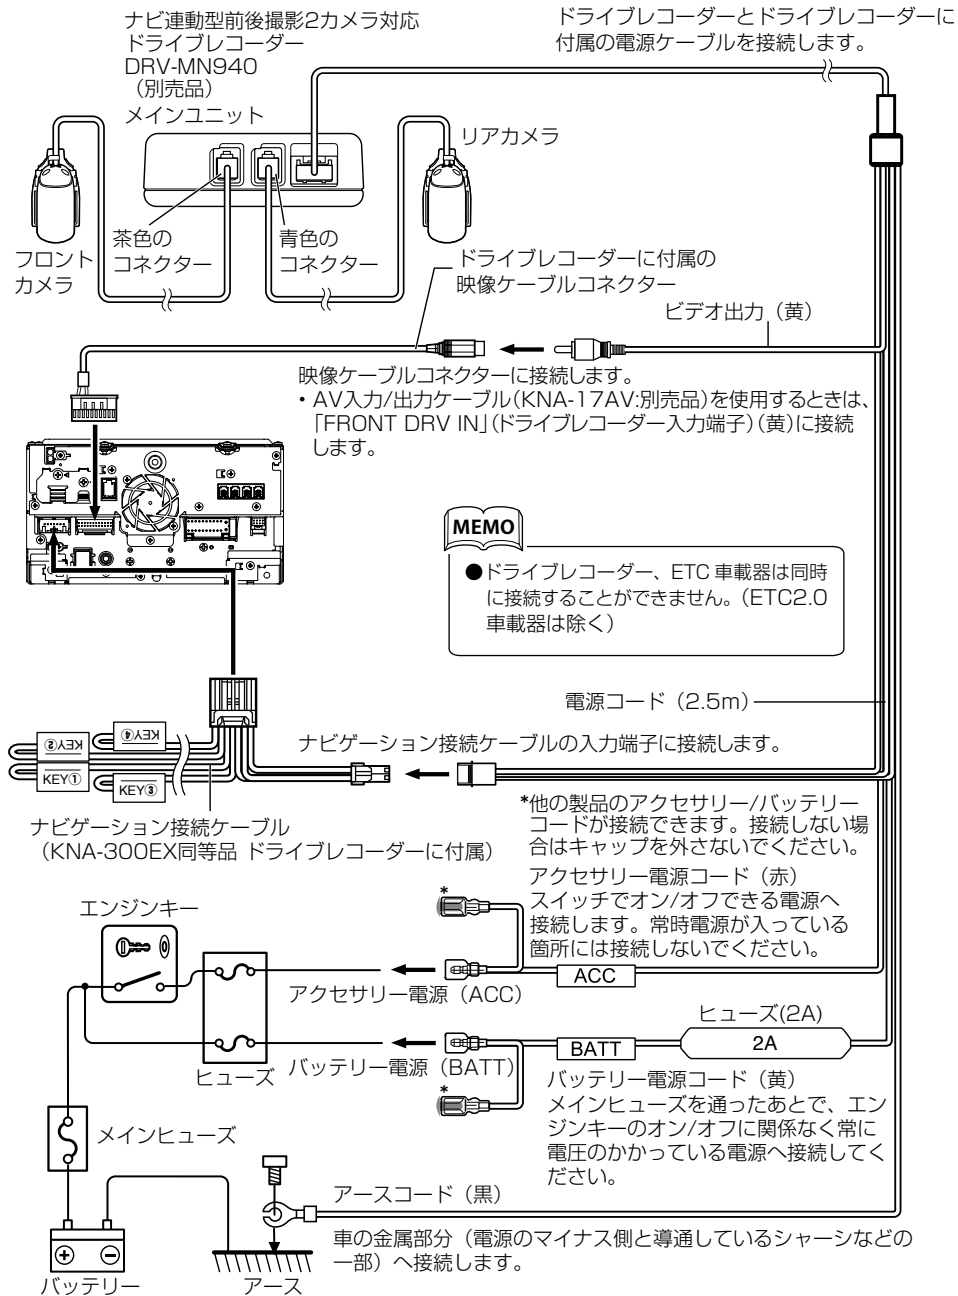 ナビ連動型前後撮影2カメラ対応
ドライブレコーダー
DRV-MN940
（別売品）
メインユニット
ドライブレコーダーとドライブレコーダーに
付属の電源ケーブルを接続します。
リアカメラ
フロント
カメラ
茶色の
コネクター
青色の
コネクター
ドライブレコーダーに付属の
映像ケーブルコネクター
ビデオ出力（黄）
映像ケーブルコネクターに接続します。
・AV入力/出力ケーブル（KNA-17AV:別売品）を使用するときは、
「FRONT DRV IN」（ドライブレコーダー入力端子）（黄）に接続
します。
MEMO
●ドライブレコーダー、ETC 車載器は同時
に接続することができません。（ETC2.0
車載器は除く）
電源コード（2.5m）
KEY②
KEY④
KEY①
KEY③
ナビゲーション接続ケーブルの入力端子に接続します。
ナビゲーション接続ケーブル
（KNA-300EX同等品 ドライブレコーダーに付属）
*他の製品のアクセサリー/バッテリー
コードが接続できます。接続しない場
合はキャップを外さないでください。
アクセサリー電源コード（赤）
スイッチでオン/オフできる電源へ
接続します。常時電源が入っている
箇所には接続しないでください。
*
エンジンキー
ACC
アクセサリー電源（ACC）
ヒューズ(2A)
2A
BATT
ヒューズ
バッテリー電源（BATT）
*
バッテリー電源コード（黄）
メインヒューズを通ったあとで、エン
ジンキーのオン/オフに関係なく常に
電圧のかかっている電源へ接続してく
ださい。
メインヒューズ
アースコード（黒）
車の金属部分（電源のマイナス側と導通しているシャーシなどの
一部）へ接続します。
バッテリー
アース